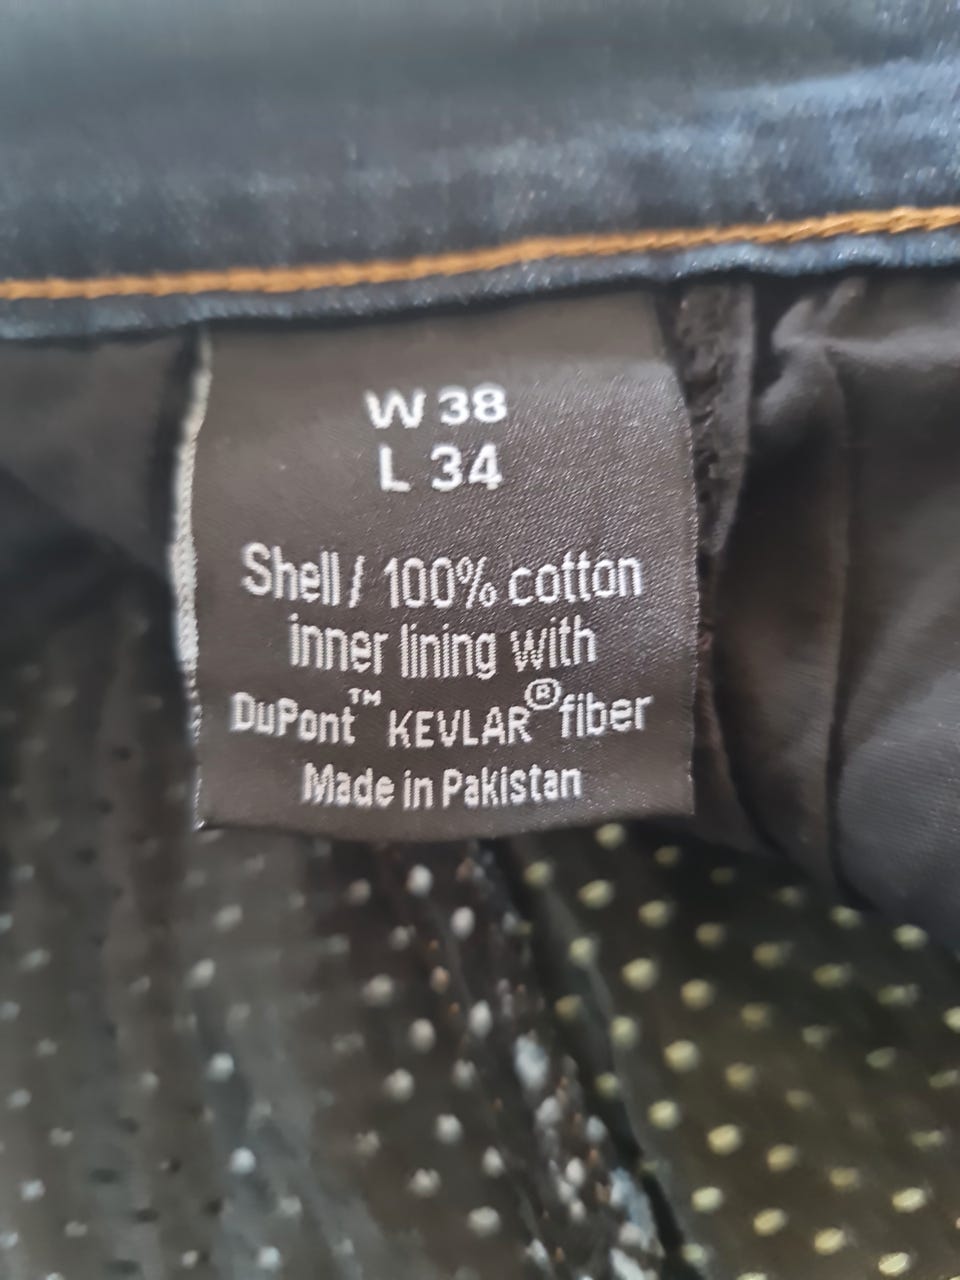 W 38
L 34
Shell / 100% cotton
inner lining with
DuPont™ KEVLAR® fiber
Made in Pakistan